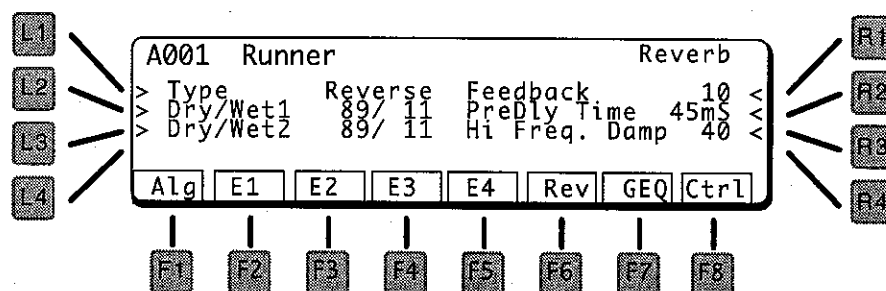 L1 R1
A001 Runner Reverb
L2 > Type Reverse Feedback 10 < R2
> Dry/Wet1 89/ 11 PreDly Time 45mS <
L3 > Dry/Wet2 89/ 11 Hi Freq. Damp 40 < R3
L4 Alg E1 E2 E3 E4 Rev GEQ Ctrl R4
F1 F2 F3 F4 F5 F6 F7 F8